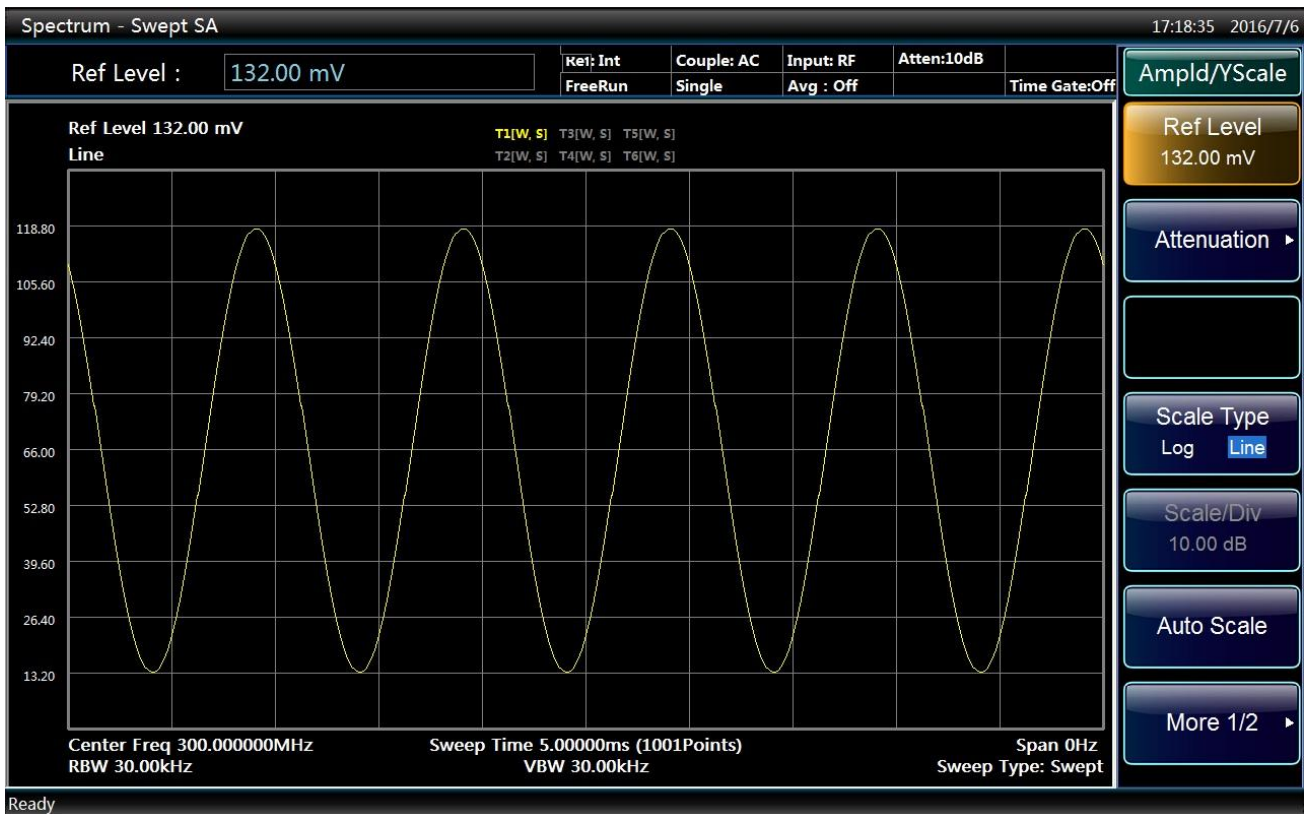 Spectrum - Swept SA
17:18:35 2016/7/6
Ref Level : 132.00 mV
Ref: Int Couple: AC Input: RF Atten:10dB
FreeRun Single Avg : Off Time Gate:Off
Ampld/YScale
Ref Level 132.00 mV
Line
T1[W, S] T3[W, S] T5[W, S]
T2[W, S] T4[W, S] T6[W, S]
118.80
105.60
92.40
79.20
66.00
52.80
39.60
26.40
13.20
Center Freq 300.000000MHz Sweep Time 5.00000ms (1001Points) Span 0Hz
RBW 30.00kHz VBW 30.00kHz Sweep Type: Swept
Ref Level
132.00 mV
Attenuation
Scale Type
Log Line
Scale/Div
10.00 dB
Auto Scale
More 1/2
Ready